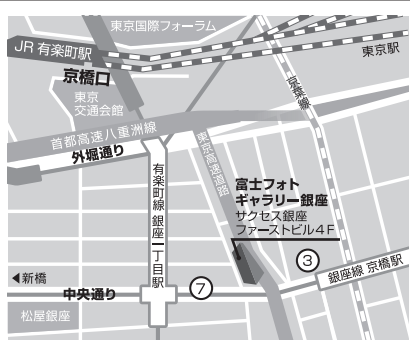 東京国際フォーラム
JR 有楽町駅
東京駅
京橋口
京葉線
東京
交通会館
首都高速八重洲線
外堀通り
東京高速道路
有楽町線 銀座一丁目駅
富士フォト
ギャラリー銀座
サクセス銀座
ファーストビル4F
③
銀座線 京橋駅
◀新橋
⑦
中央通り
松屋銀座